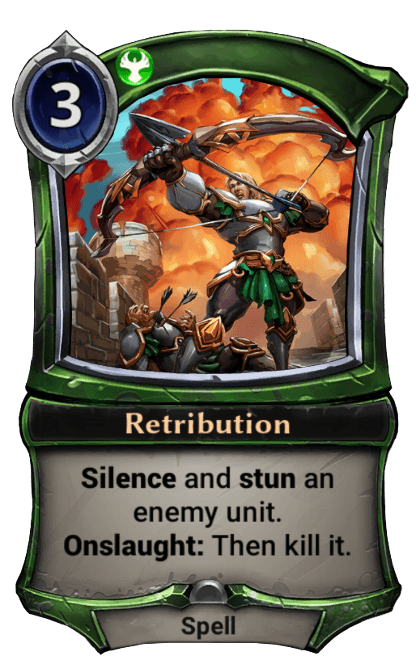 3
Retribution
Silence and stun an
enemy unit.
Onslaught: Then kill it.
Spell